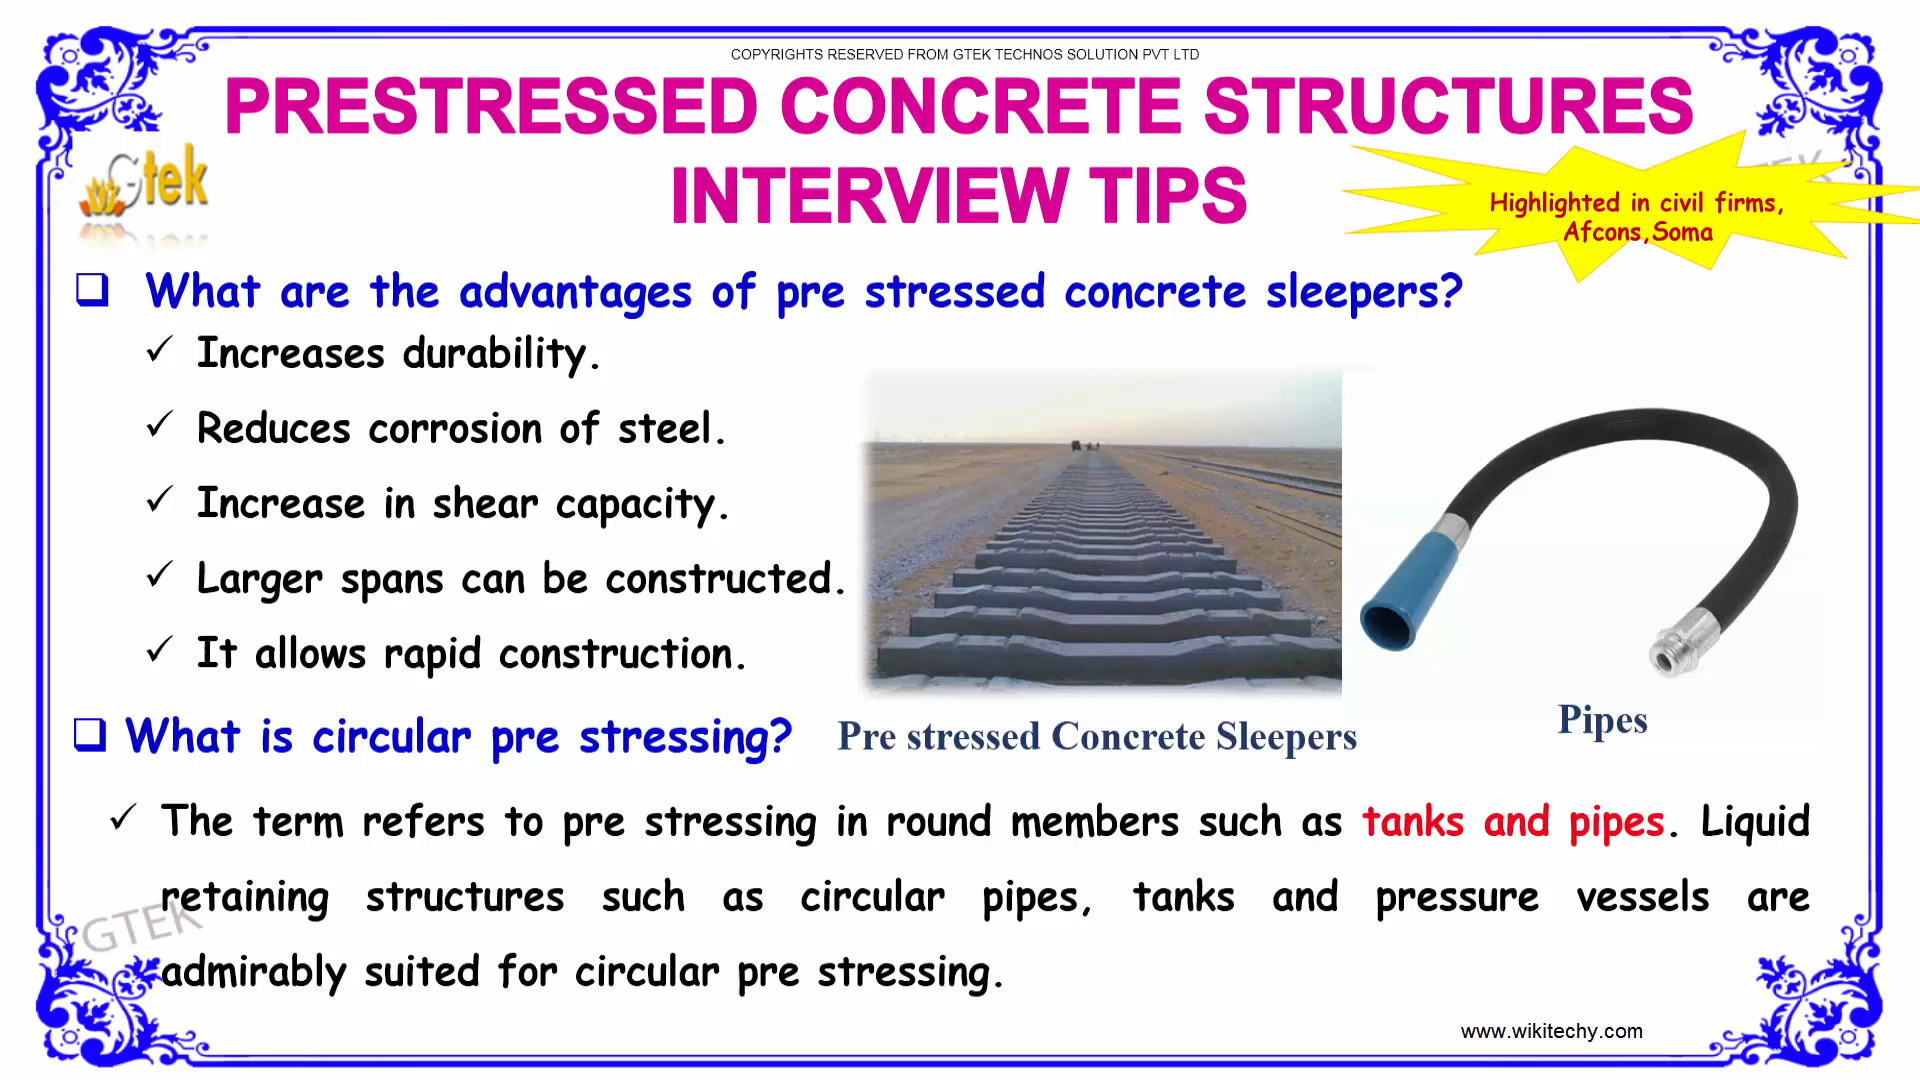 COPYRIGHTS RESERVED FROM GTEK TECHNOS SOLUTION PVT LTD
PRESTRESSED CONCRETE STRUCTURES
INTERVIEW TIPS
Gtek
GTEK
Highlighted in civil firms,
Afcons,Soma
What are the advantages of pre stressed concrete sleepers?
Increases durability.
Reduces corrosion of steel.
Increase in shear capacity.
Larger spans can be constructed.
It allows rapid construction.
Pre stressed Concrete Sleepers
Pipes
What is circular pre stressing?
The term refers to pre stressing in round members such as tanks and pipes. Liquid
retaining structures such as circular pipes, tanks and pressure vessels are
admirably suited for circular pre stressing.
GTEK
www.wikitechy.com